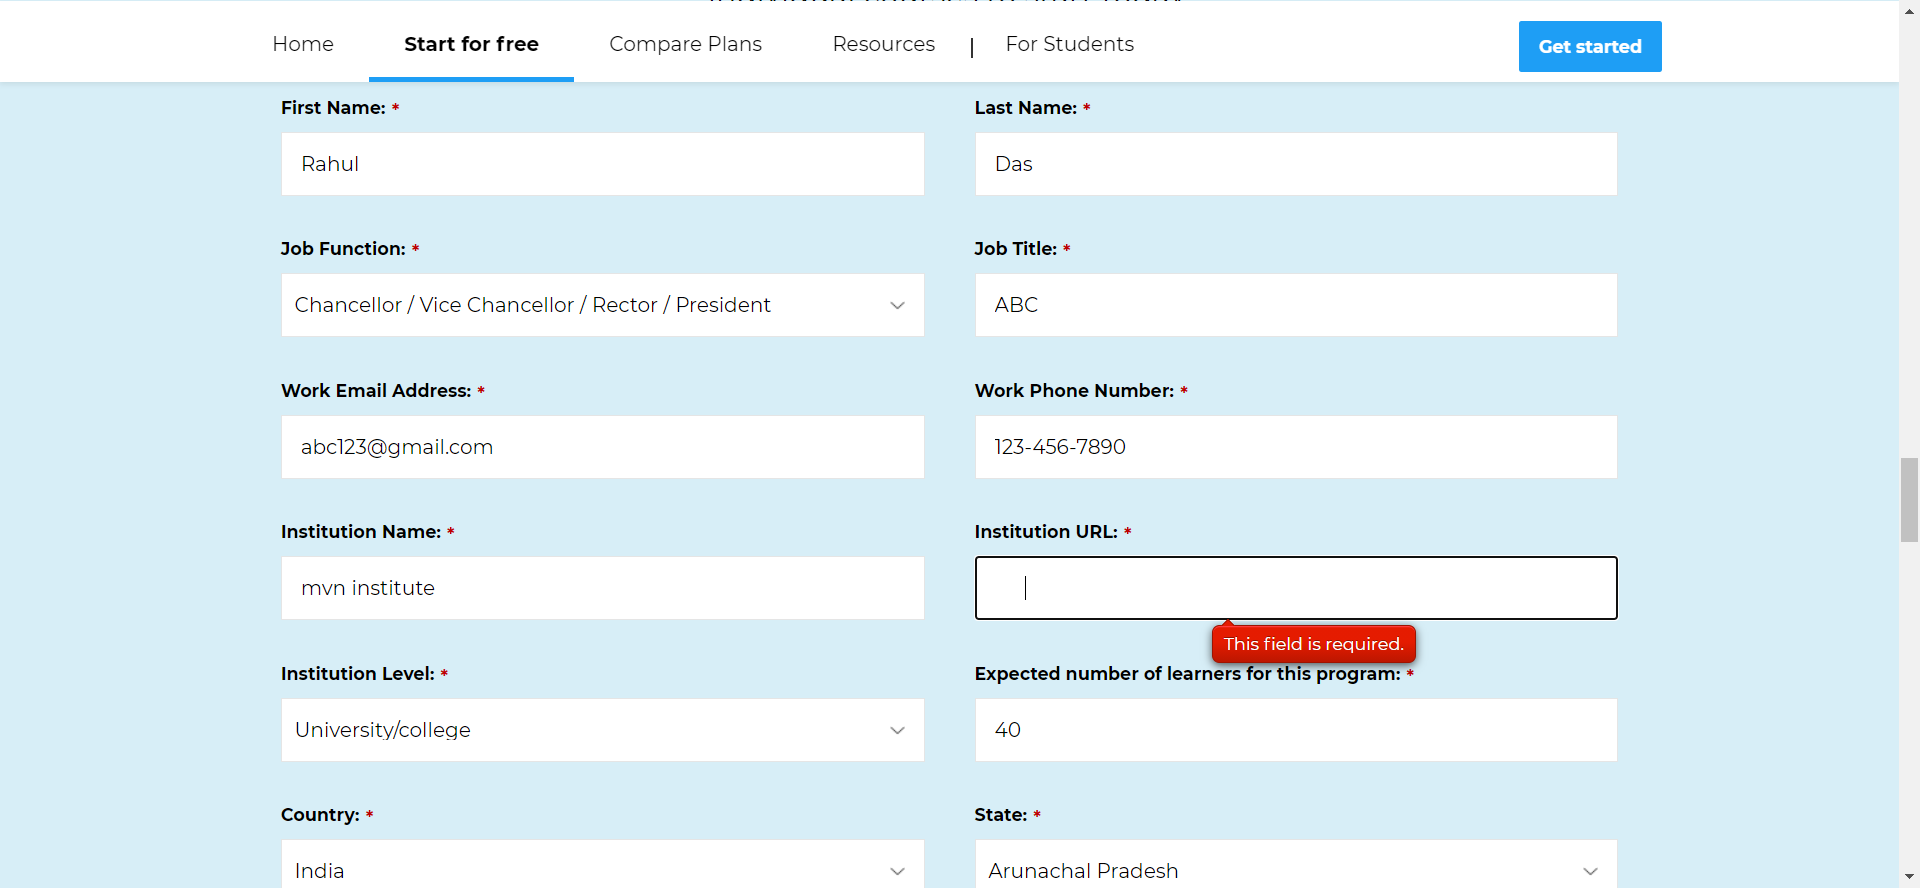 Home Start for free Compare Plans Resources | For Students Get started
First Name: * Last Name: *
Rahul Das
Job Function: * Job Title: *
Chancellor / Vice Chancellor / Rector / President ABC
Work Email Address: * Work Phone Number: *
abc123@gmail.com 123-456-7890
Institution Name: * Institution URL: *
mvn institute
This field is required.
Institution Level: * Expected number of learners for this program: *
University/college 40
Country: * State: *
India Arunachal Pradesh